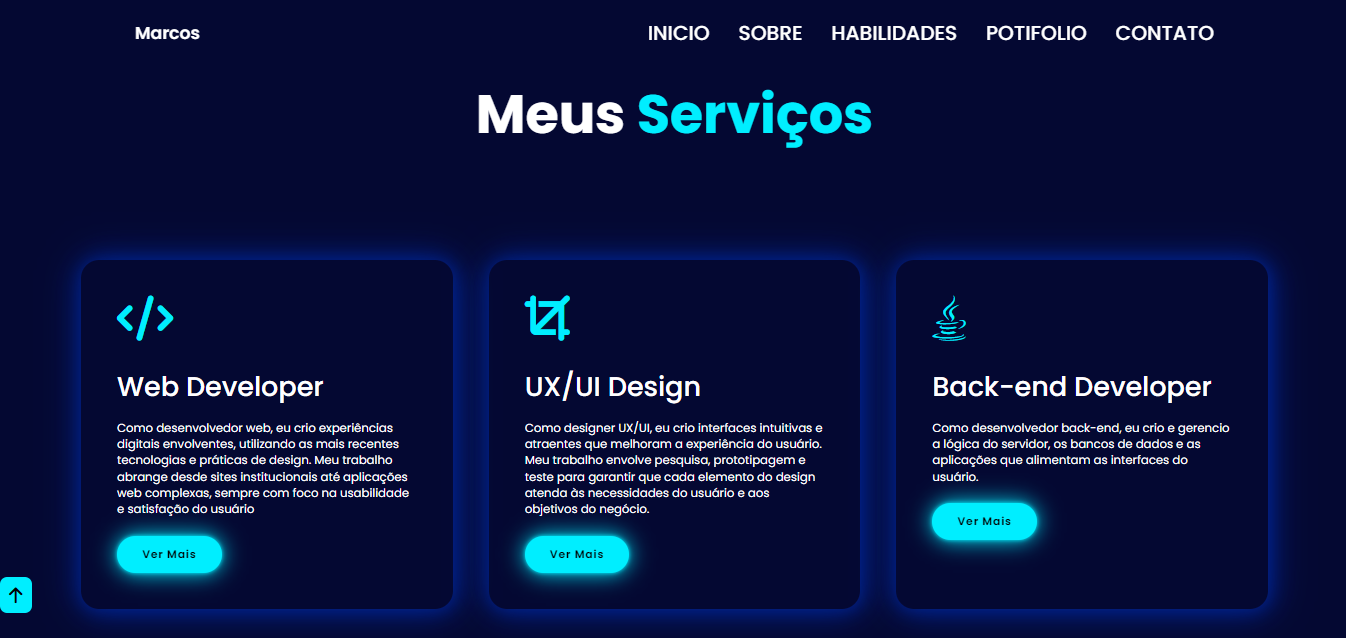 Marcos
INICIO SOBRE HABILIDADES POTIFOLIO CONTATO
Meus Serviços
Web Developer
Como desenvolvedor web, eu crio experiências
digitais envolventes, utilizando as mais recentes
tecnologias e práticas de design. Meu trabalho
abrange desde sites institucionais até aplicações
web complexas, sempre com foco na usabilidade
e satisfação do usuário
Ver Mais
UX/UI Design
Como designer UX/UI, eu crio interfaces intuitivas e
atraentes que melhoram a experiência do usuário.
Meu trabalho envolve pesquisa, prototipagem e
teste para garantir que cada elemento do design
atenda às necessidades do usuário e aos
objetivos do negócio.
Ver Mais
Back-end Developer
Como desenvolvedor back-end, eu crio e gerencio
a lógica do servidor, os bancos de dados e as
aplicações que alimentam as interfaces do
usuário.
Ver Mais